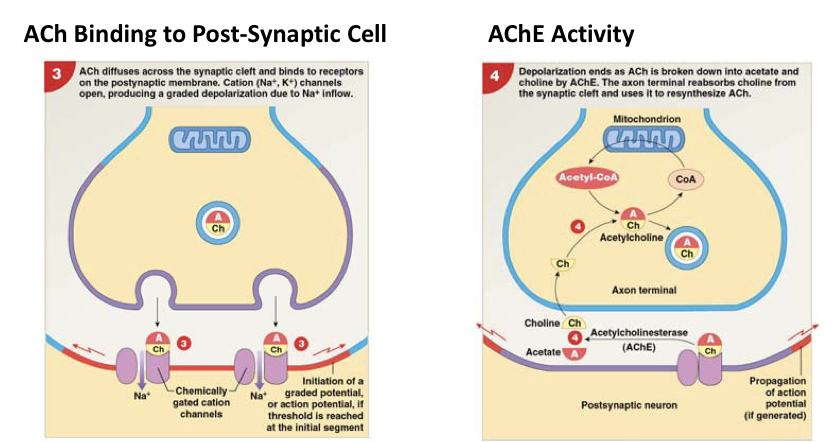 ACh Binding to Post-Synaptic Cell
AChE Activity
3
ACh diffuses across the synaptic cleft and binds to receptors
on the postynaptic membrane. Cation (Na⁺, K⁺) channels
open, producing a graded depolarization due to Na⁺ inflow.
A
Ch
A
Ch
3
A
Ch
3
Na⁺
Chemically
gated cation
channels
Na⁺
Initiation of a
graded potential,
or action potential, if
threshold is reached
at the initial segment
4
Depolarization ends as ACh is broken down into acetate and
choline by AChE. The axon terminal reabsorbs choline from
the synaptic cleft and uses it to resynthesize ACh.
Mitochondrion
Acetyl-CoA
CoA
4
A
Ch
Acetylcholine
A
Ch
Ch
Axon terminal
Choline Ch
4
Acetate A
Acetylcholinesterase
(AChE)
A
Ch
Postsynaptic neuron
Propagation
of action
potential
(if generated)